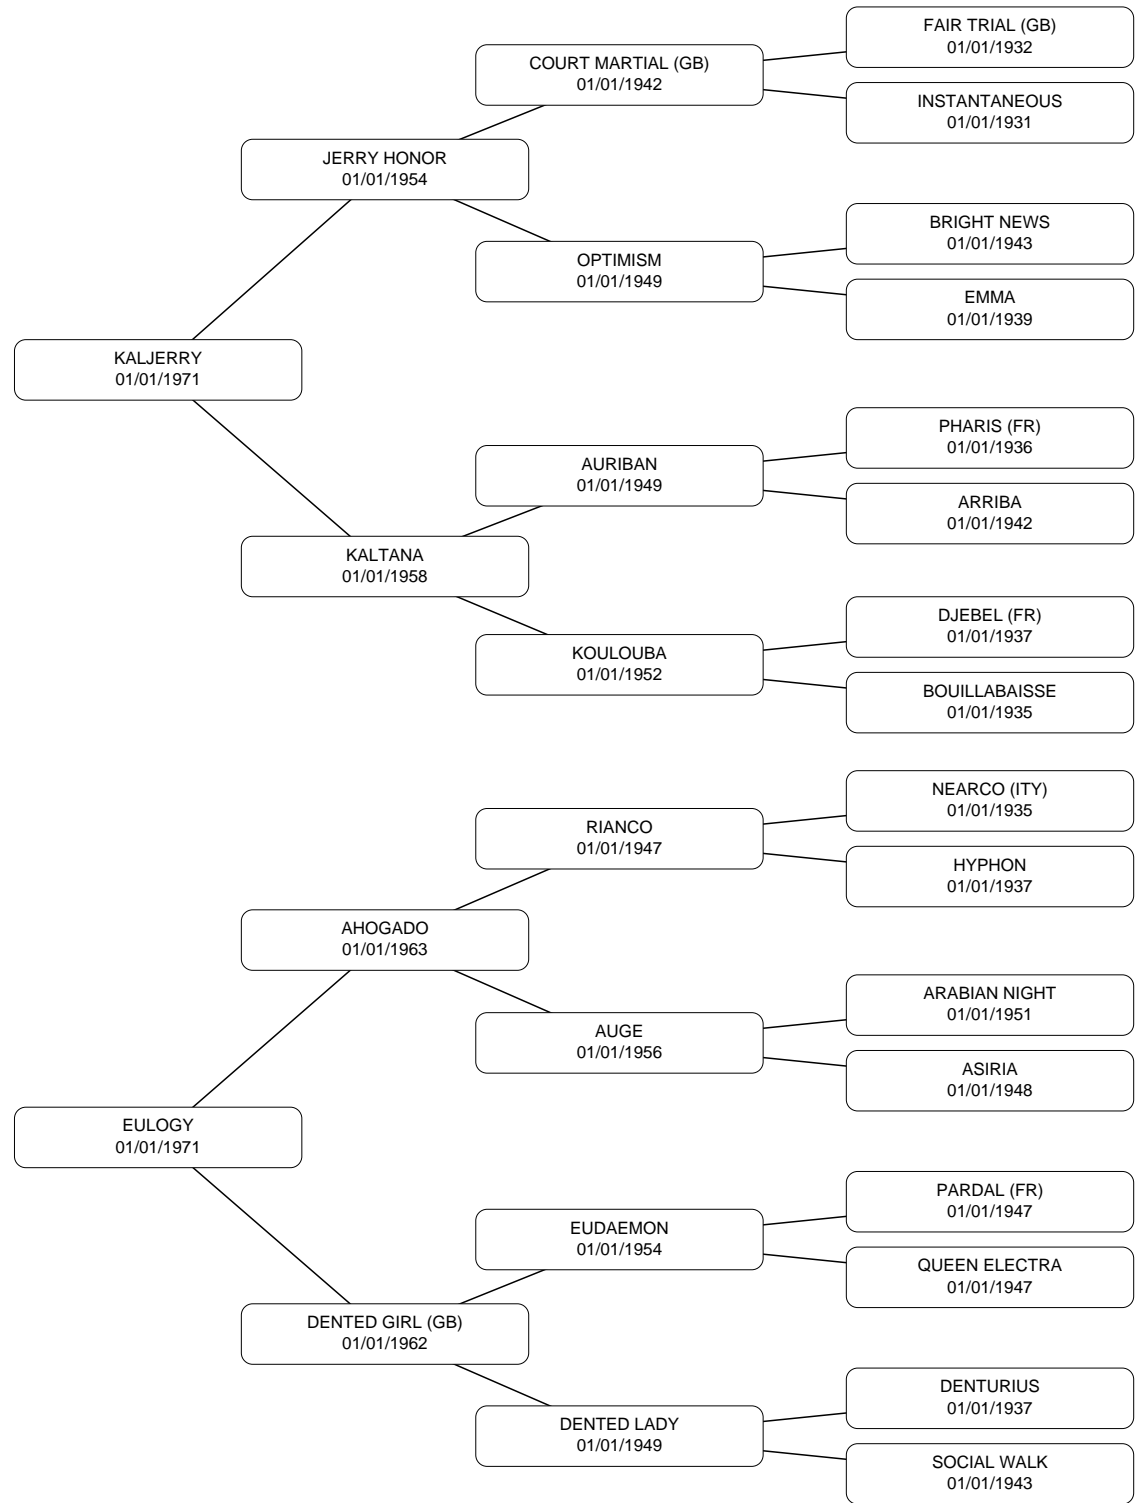 FAIR TRIAL (GB)
01/01/1932
COURT MARTIAL (GB)
01/01/1942
INSTANTANEOUS
01/01/1931
JERRY HONOR
01/01/1954
BRIGHT NEWS
01/01/1943
OPTIMISM
01/01/1949
EMMA
01/01/1939
KALJERRY
01/01/1971
PHARIS (FR)
01/01/1936
AURIBAN
01/01/1949
ARRIBA
01/01/1942
KALTANA
01/01/1958
DJEBEL (FR)
01/01/1937
KOULOUBA
01/01/1952
BOUILLABAISSE
01/01/1935
NEARCO (ITY)
01/01/1935
RIANCO
01/01/1947
HYPHON
01/01/1937
AHOGADO
01/01/1963
ARABIAN NIGHT
01/01/1951
AUGE
01/01/1956
ASIRIA
01/01/1948
EULOGY
01/01/1971
PARDAL (FR)
01/01/1947
EUDAEMON
01/01/1954
QUEEN ELECTRA
01/01/1947
DENTED GIRL (GB)
01/01/1962
DENTURIUS
01/01/1937
DENTED LADY
01/01/1949
SOCIAL WALK
01/01/1943